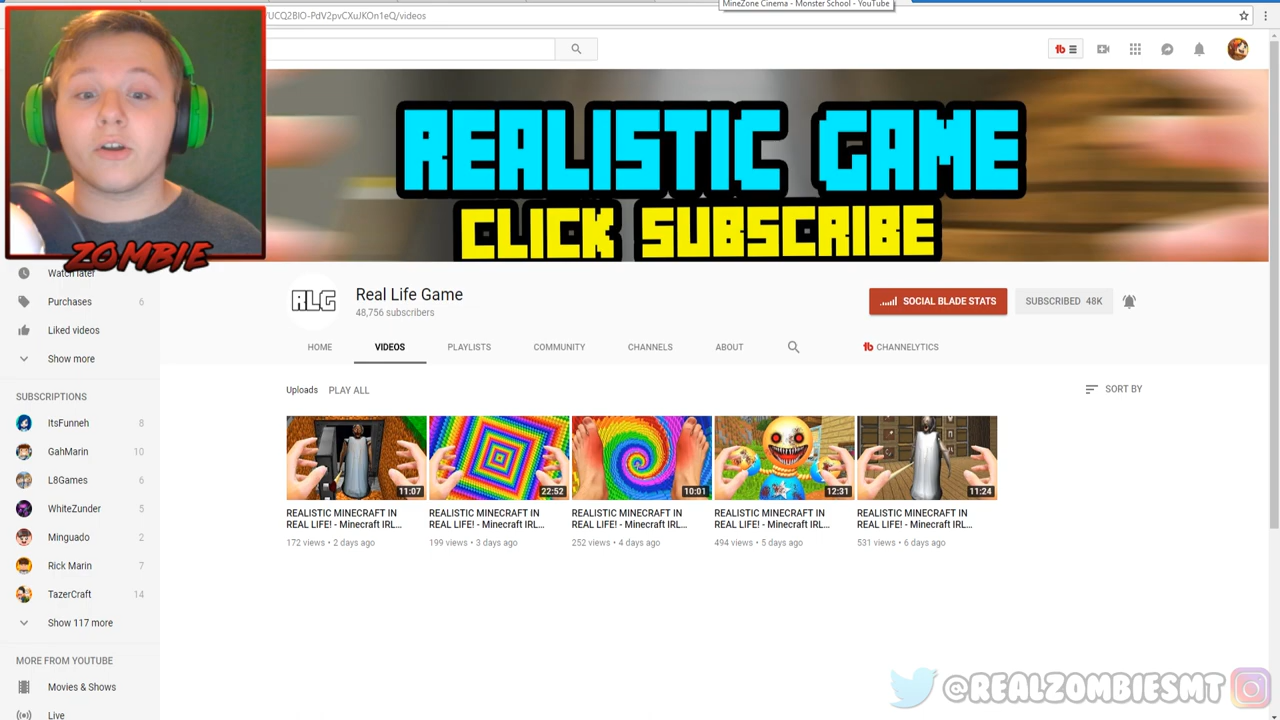 MineZone Cinema - Monster School - YouTube
UCQ2BIO-PdV2pvCXuJKOn1eQ/videos
REALISTIC GAME
CLICK SUBSCRIBE
ZOMBIE
Watch later
Purchases 6
Liked videos
Show more
SUBSCRIPTIONS
ItsFunneh 8
GahMarin 10
L8Games 6
WhiteZunder 5
Minguado 2
Rick Marin 7
TazerCraft 14
Show 117 more
MORE FROM YOUTUBE
Movies & Shows
Live
RLG
Real Life Game
48,756 subscribers
SOCIAL BLADE STATS
SUBSCRIBED 48K
HOME VIDEOS PLAYLISTS COMMUNITY CHANNELS ABOUT CHANNELYTICS
Uploads PLAY ALL
SORT BY
11:07 22:52 10:01 12:31 11:24
REALISTIC MINECRAFT IN
REAL LIFE! - Minecraft IRL...
172 views • 2 days ago
REALISTIC MINECRAFT IN
REAL LIFE! - Minecraft IRL...
199 views • 3 days ago
REALISTIC MINECRAFT IN
REAL LIFE! - Minecraft IRL...
252 views • 4 days ago
REALISTIC MINECRAFT IN
REAL LIFE! - Minecraft IRL...
494 views • 5 days ago
REALISTIC MINECRAFT IN
REAL LIFE! - Minecraft IRL...
531 views • 6 days ago
@REALZOMBIESMT